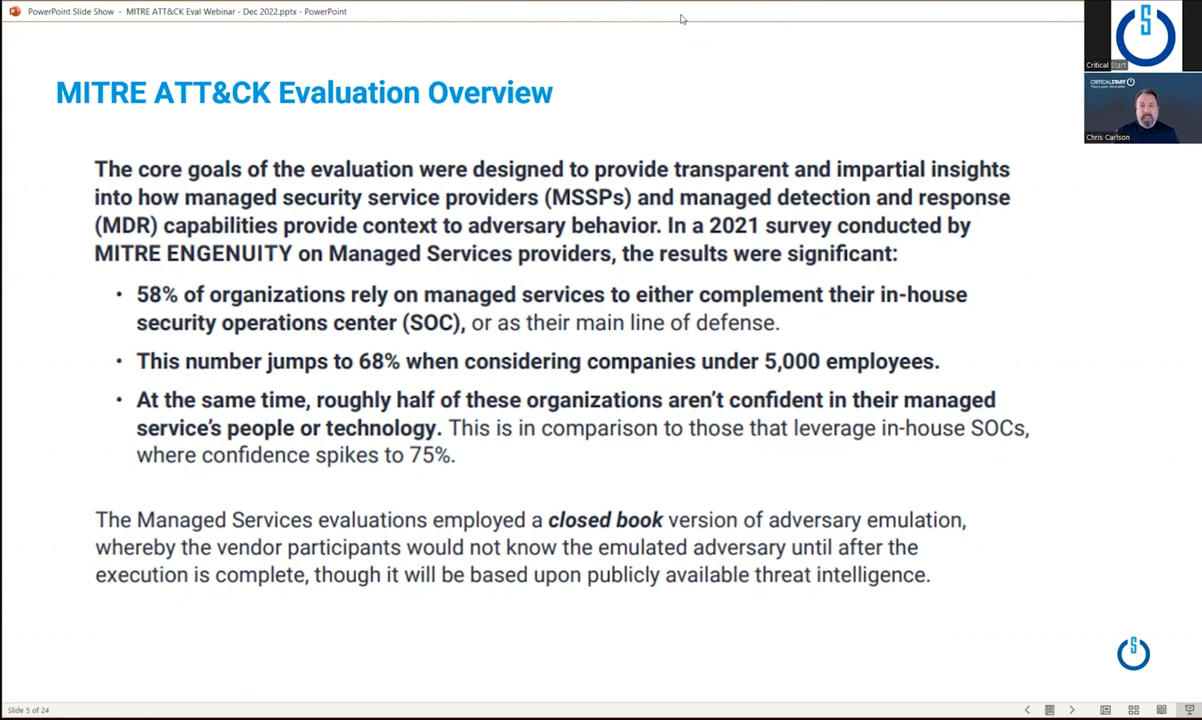 PowerPoint Slide Show - MITRE ATT&CK Eval Webinar - Dec 2022.pptx - PowerPoint
Critical Start
CRITICALSTART
Chris Carlson
MITRE ATT&CK Evaluation Overview
The core goals of the evaluation were designed to provide transparent and impartial insights
into how managed security service providers (MSSPs) and managed detection and response
(MDR) capabilities provide context to adversary behavior. In a 2021 survey conducted by
MITRE ENGENUITY on Managed Services providers, the results were significant:
• 58% of organizations rely on managed services to either complement their in-house
security operations center (SOC), or as their main line of defense.
• This number jumps to 68% when considering companies under 5,000 employees.
• At the same time, roughly half of these organizations aren’t confident in their managed
service’s people or technology. This is in comparison to those that leverage in-house SOCs,
where confidence spikes to 75%.
The Managed Services evaluations employed a closed book version of adversary emulation,
whereby the vendor participants would not know the emulated adversary until after the
execution is complete, though it will be based upon publicly available threat intelligence.
Slide 5 of 24